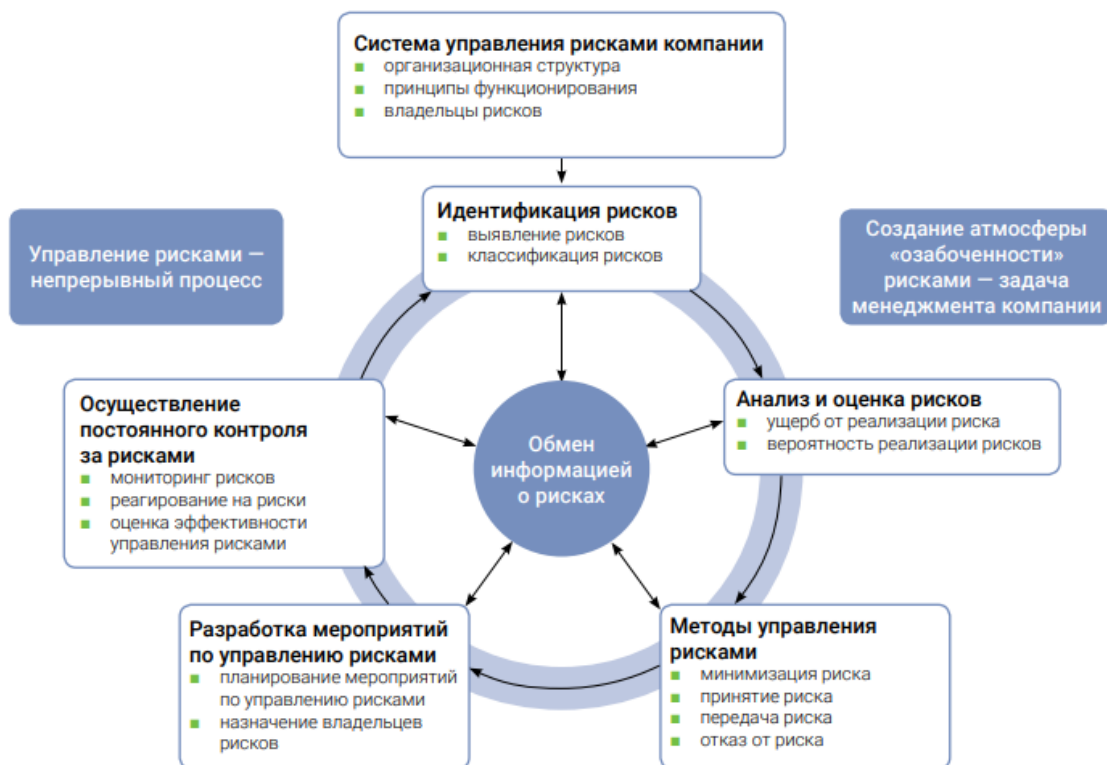 Система управления рисками компании
организационная структура
принципы функционирования
владельцы рисков
Идентификация рисков
выявление рисков
классификация рисков
Управление рисками —
непрерывный процесс
Создание атмосферы
«озабоченности»
рисками — задача
менеджмента компании
Анализ и оценка рисков
ущерб от реализации риска
вероятность реализации рисков
Осуществление
постоянного контроля
за рисками
мониторинг рисков
реагирование на риски
оценка эффективности
управления рисками
Обмен
информацией
о рисках
Разработка мероприятий
по управлению рисками
планирование мероприятий
по управлению рисками
назначение владельцев
рисков
Методы управления
рисками
минимизация риска
принятие риска
передача риска
отказ от риска